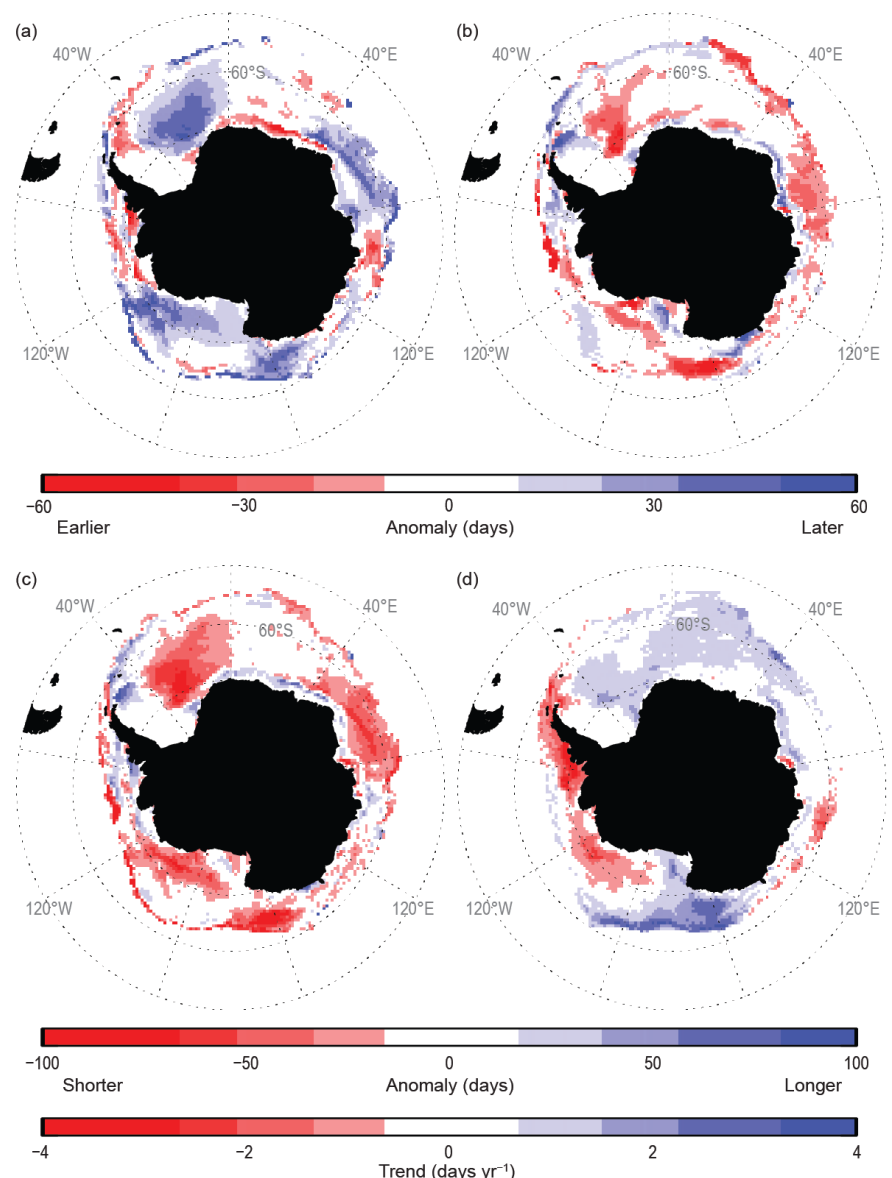 (a)
(b)
40°W
40°E
40°W
40°E
60°S
60°S
120°W
120°E
120°W
120°E
−60
−30
0
30
60
Earlier
Anomaly (days)
Later
(c)
(d)
40°W
40°E
40°W
40°E
60°S
60°S
120°W
120°E
120°W
120°E
−100
−50
0
50
100
Shorter
Anomaly (days)
Longer
−4
−2
0
2
4
Trend (days yr⁻¹)